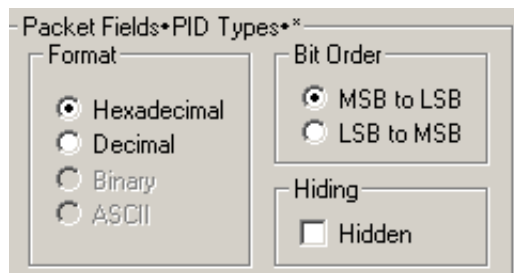 Packet Fields•PID Types•*
Format
Hexadecimal
Decimal
Binary
ASCII
Bit Order
MSB to LSB
LSB to MSB
Hiding
Hidden